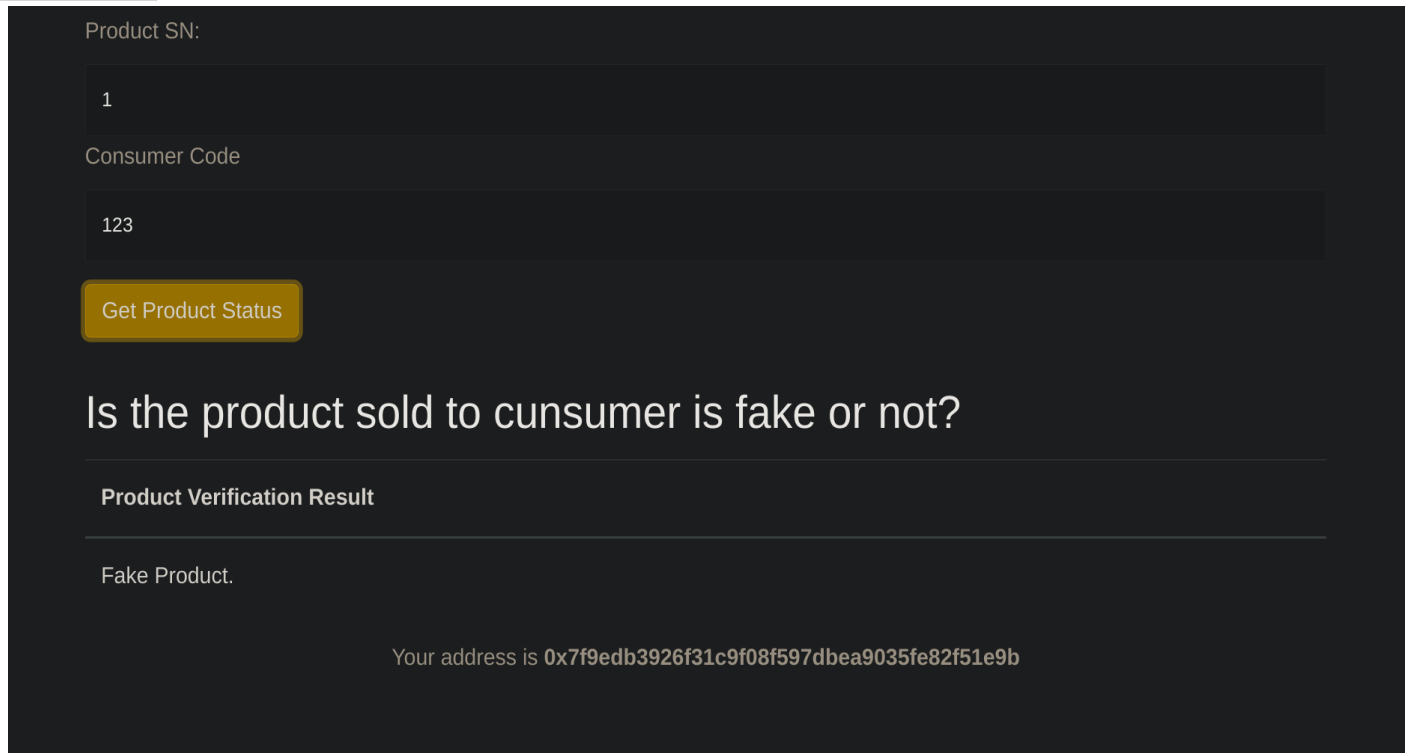 Product SN:
1
Consumer Code
123
Get Product Status
Is the product sold to cunsumer is fake or not?
Product Verification Result
Fake Product.
Your address is 0x7f9edb3926f31c9f08f597dbea9035fe82f51e9b